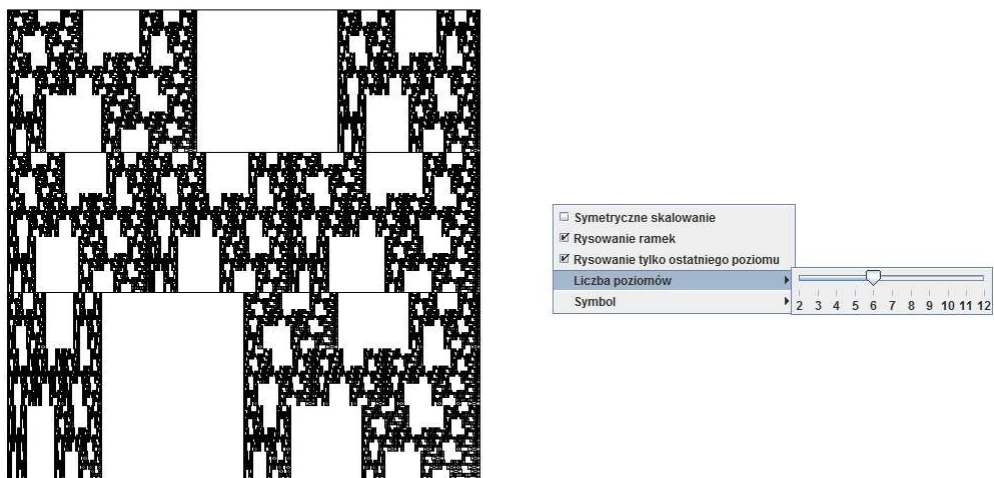 Symetryczne skalowanie
Rysowanie ramek
Rysowanie tylko ostatniego poziomu
Liczba poziomów
2 3 4 5 6 7 8 9 10 11 12
Symbol